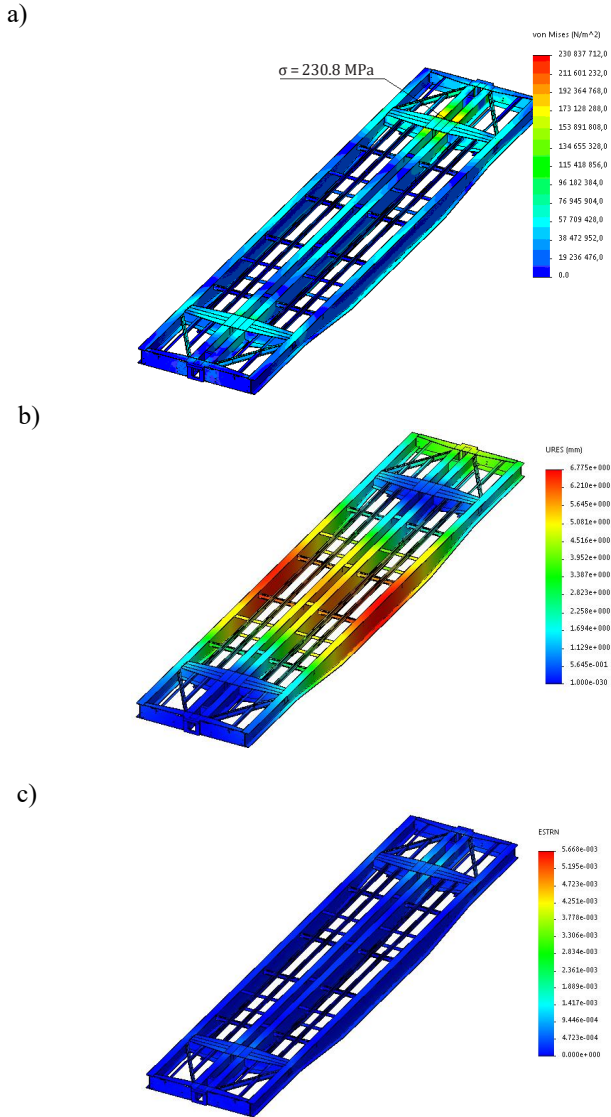 a)
von Mises (N/m^2)
σ = 230.8 MPa
230 837 712,0
211 601 232,0
192 364 768,0
173 128 288,0
153 891 808,0
134 655 328,0
115 418 856,0
96 182 384,0
76 945 904,0
57 709 428,0
38 472 952,0
19 236 476,0
0.0
b)
URES (mm)
6.775e+000
6.210e+000
5.645e+000
5.081e+000
4.516e+000
3.952e+000
3.387e+000
2.823e+000
2.258e+000
1.694e+000
1.129e+000
5.645e-001
1.000e-030
c)
ESTRN
5.668e-003
5.195e-003
4.723e-003
4.251e-003
3.778e-003
3.306e-003
2.834e-003
2.361e-003
1.889e-003
1.417e-003
9.446e-004
4.723e-004
0.000e+000